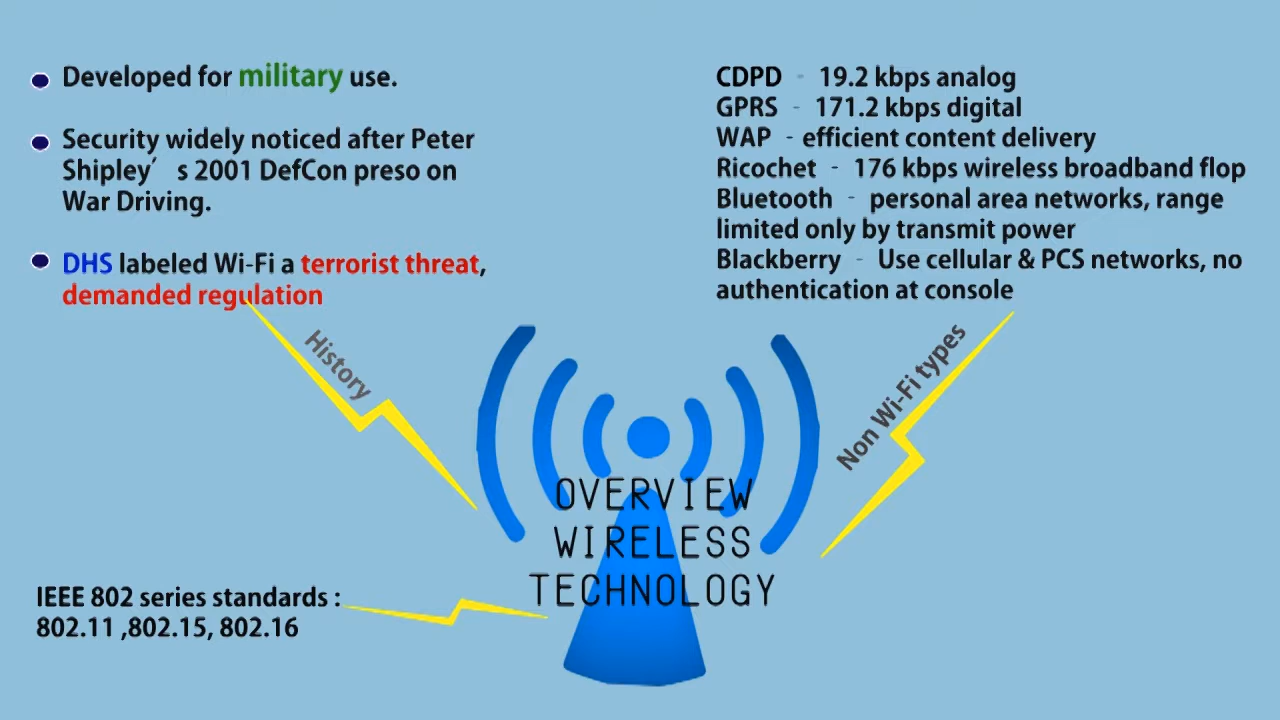 Developed for military use.
Security widely noticed after Peter
Shipley’ s 2001 DefCon preso on
War Driving.
DHS labeled Wi-Fi a terrorist threat,
demanded regulation
History
CDPD - 19.2 kbps analog
GPRS - 171.2 kbps digital
WAP - efficient content delivery
Ricochet - 176 kbps wireless broadband flop
Bluetooth - personal area networks, range
limited only by transmit power
Blackberry - Use cellular & PCS networks, no
authentication at console
Non Wi-Fi types
OVERVIEW
WIRELESS
TECHNOLOGY
IEEE 802 series standards :
802.11 ,802.15, 802.16